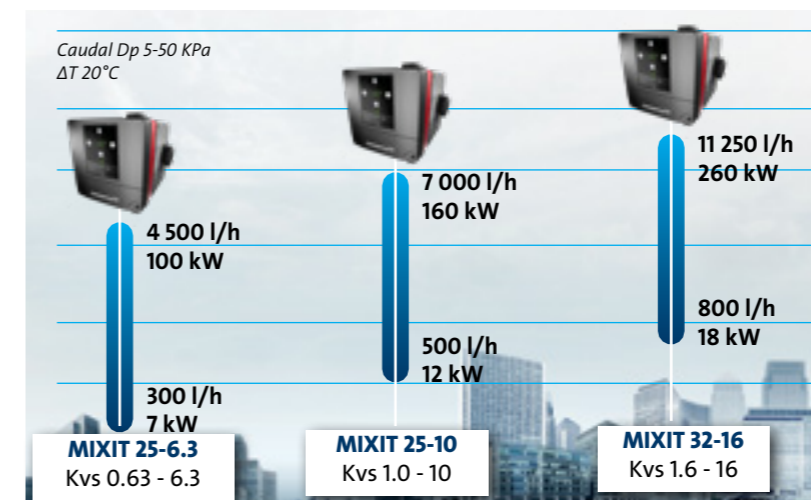 Caudal Dp 5-50 KPa
ΔT 20°C
4 500 l/h
100 kW
300 l/h
7 kW
MIXIT 25-6.3
Kvs 0.63 - 6.3
7 000 l/h
160 kW
500 l/h
12 kW
MIXIT 25-10
Kvs 1.0 - 10
11 250 l/h
260 kW
800 l/h
18 kW
MIXIT 32-16
Kvs 1.6 - 16